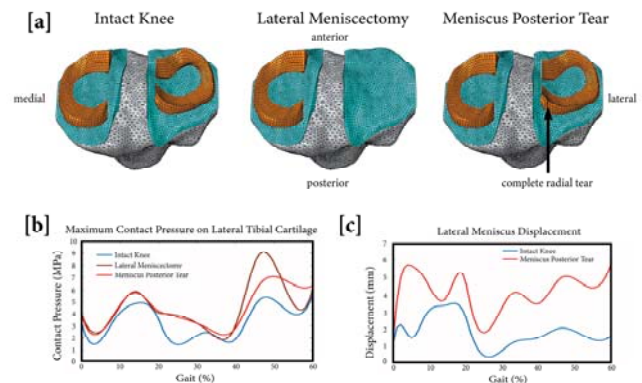 [a]
Intact Knee
Lateral Meniscectomy
Meniscus Posterior Tear
anterior
medial
lateral
posterior
complete radial tear
[b]
Maximum Contact Pressure on Lateral Tibial Cartilage
Contact Pressure (MPa)
10
9
8
7
6
5
4
3
2
1
0
Intact Knee
Lateral Meniscectomy
Meniscus Posterior Tear
0 10 20 30 40 50 60
Gait (%)
[c]
Lateral Meniscus Displacement
Displacement (mm)
7
6
5
4
3
2
1
0
Intact Knee
Meniscus Posterior Tear
0 10 20 30 40 50 60
Gait (%)